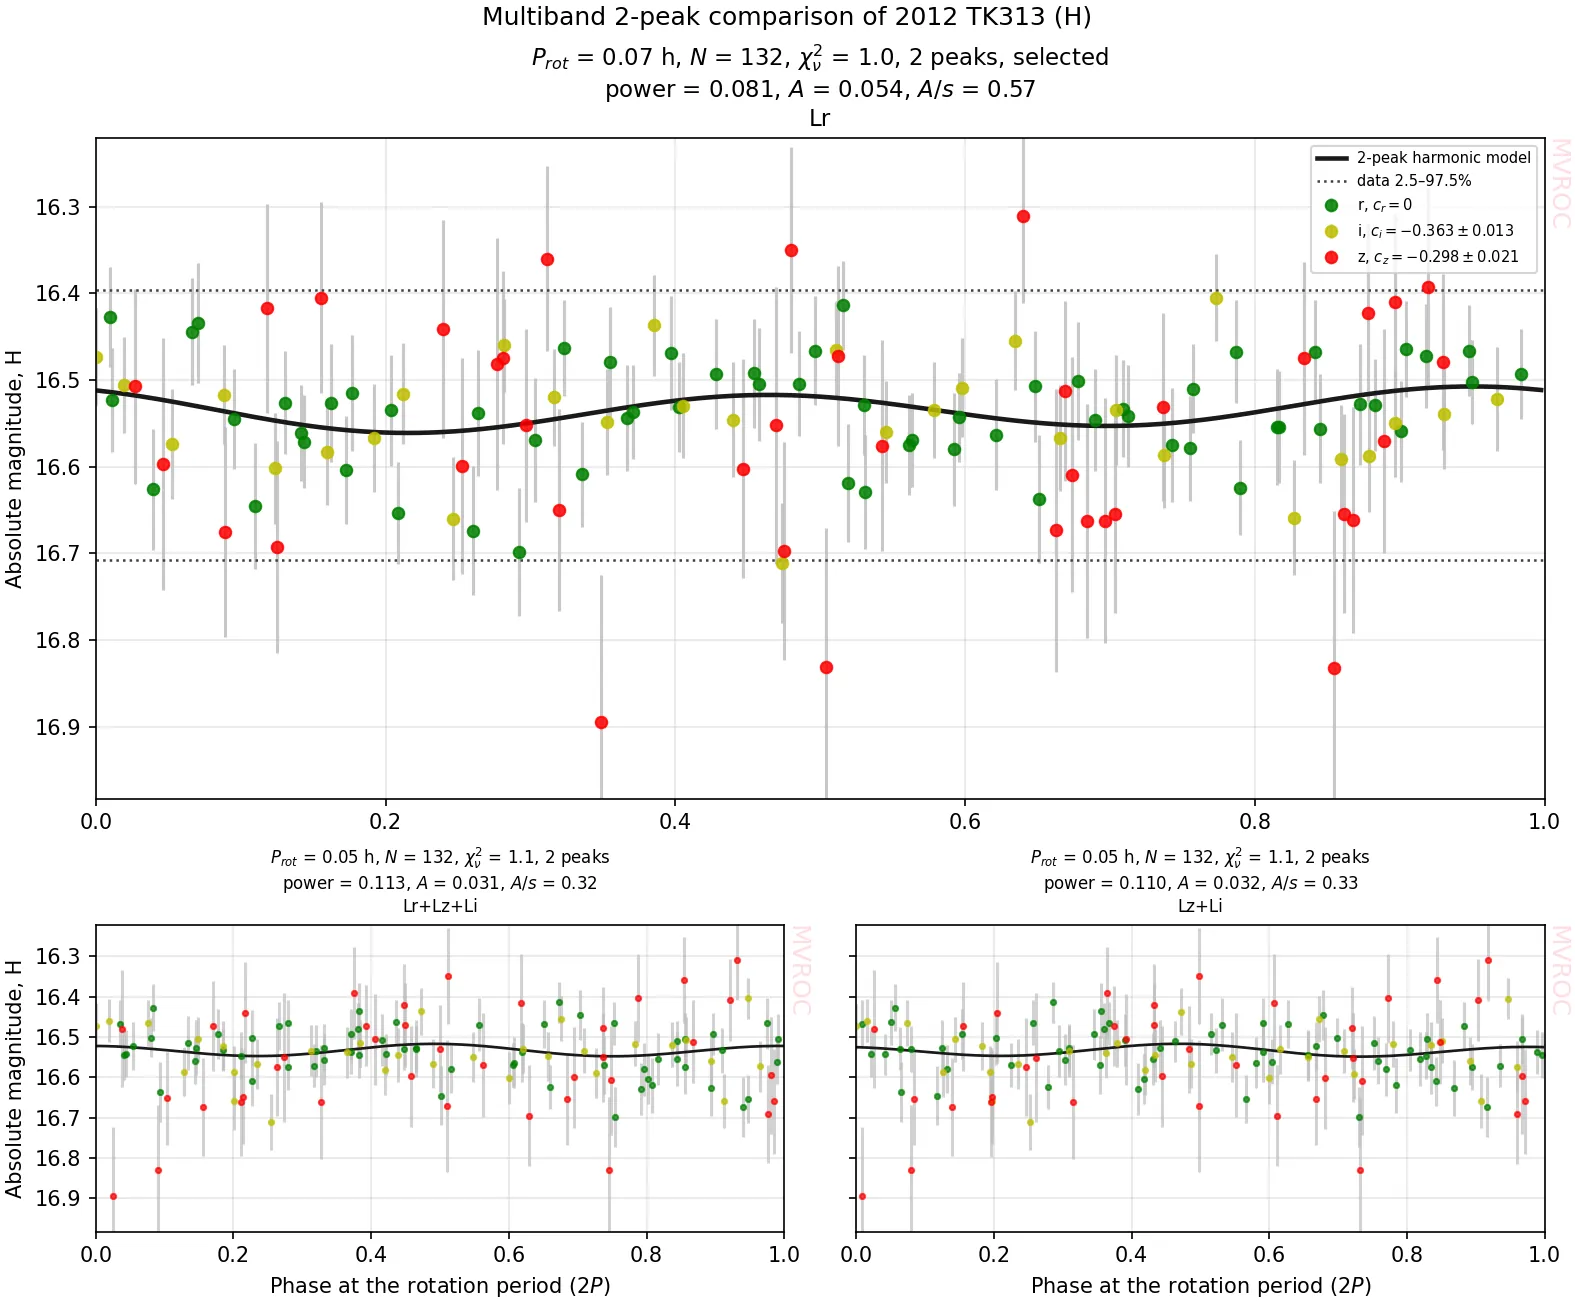 Multiband 2-peak comparison of 2012 TK313 (H)
P_rot = 0.07 h, N = 132, χ²_ν = 1.0, 2 peaks, selected
power = 0.081, A = 0.054, A/s = 0.57
Lr
2-peak harmonic model
data 2.5–97.5%
r, c_r = 0
i, c_i = −0.363 ± 0.013
z, c_z = −0.298 ± 0.021
MVROC
Absolute magnitude, H
16.3
16.4
16.5
16.6
16.7
16.8
16.9
0.0 0.2 0.4 0.6 0.8 1.0
P_rot = 0.05 h, N = 132, χ²_ν = 1.1, 2 peaks
power = 0.113, A = 0.031, A/s = 0.32
Lr+Lz+Li
MVROC
Absolute magnitude, H
16.3
16.4
16.5
16.6
16.7
16.8
16.9
0.0 0.2 0.4 0.6 0.8 1.0
Phase at the rotation period (2P)
P_rot = 0.05 h, N = 132, χ²_ν = 1.1, 2 peaks
power = 0.110, A = 0.032, A/s = 0.33
Lz+Li
MVROC
0.0 0.2 0.4 0.6 0.8 1.0
Phase at the rotation period (2P)